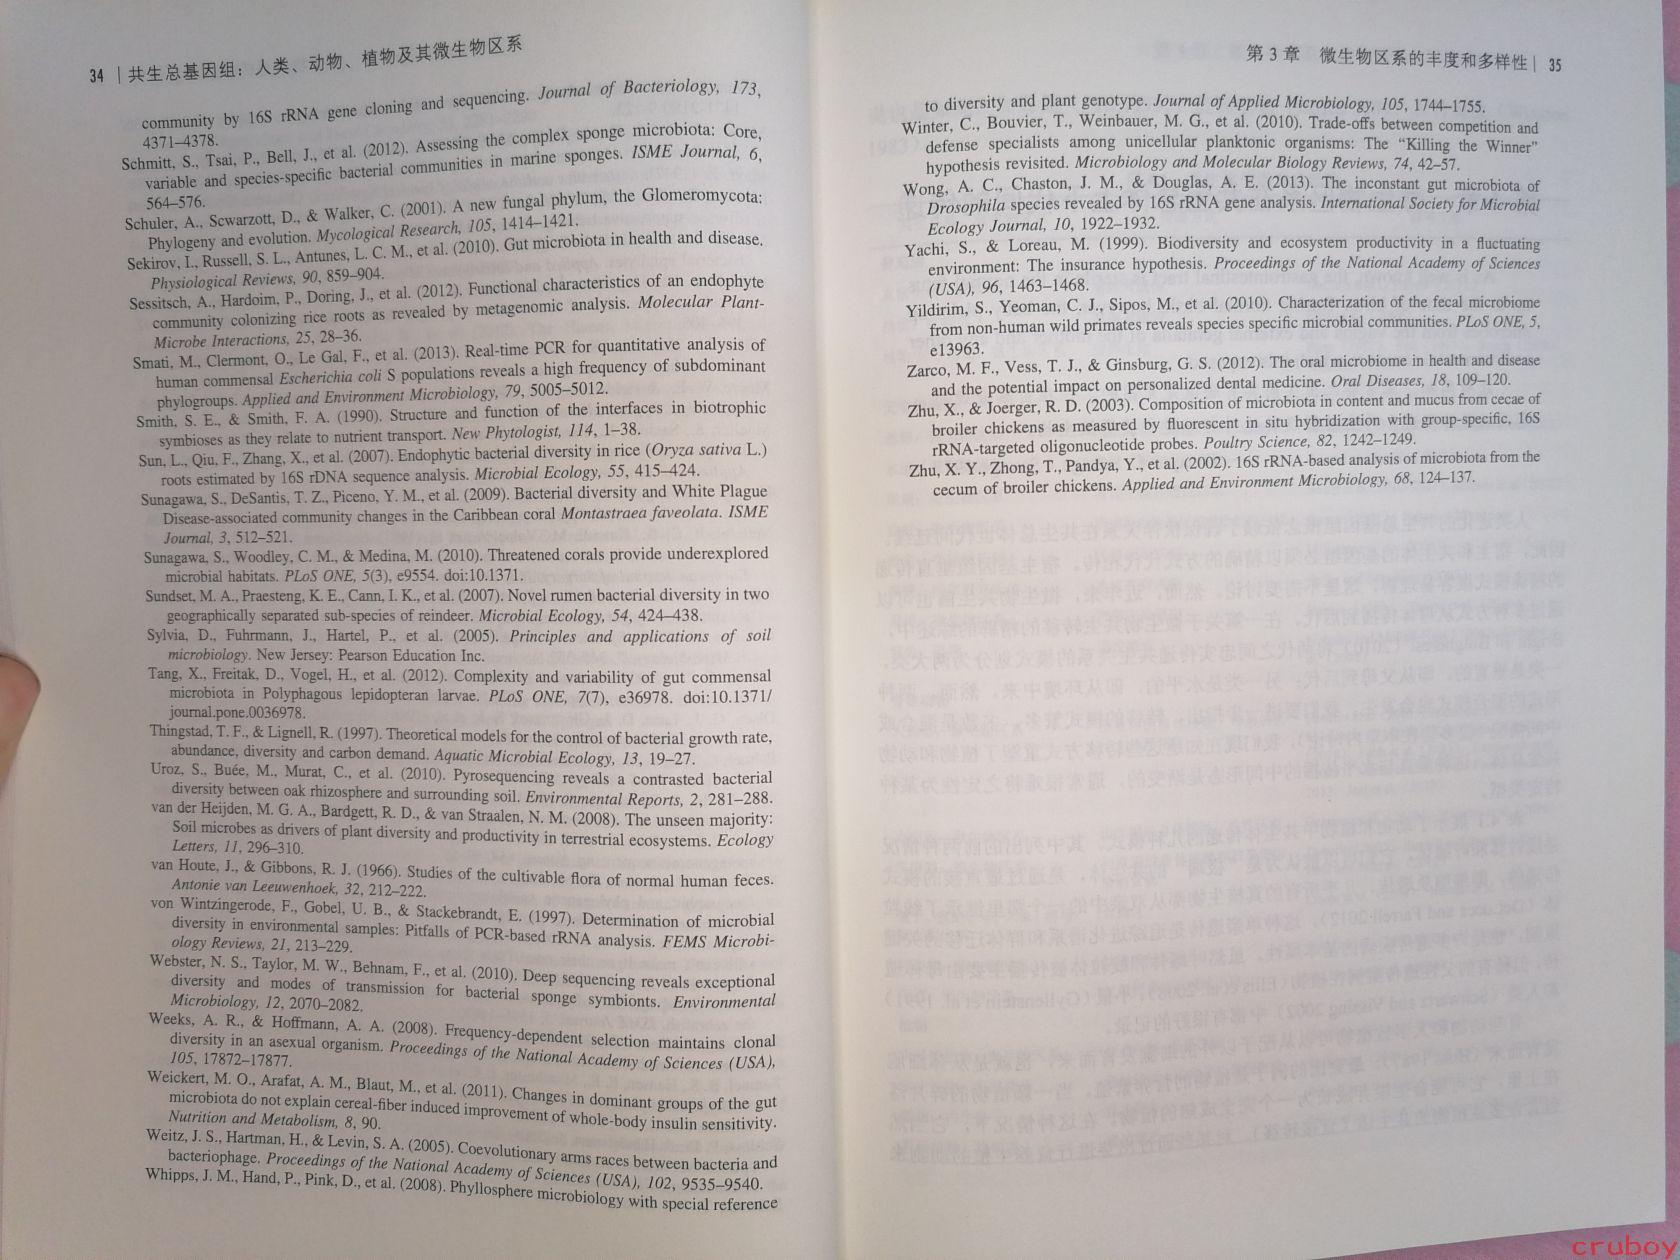 34 | 共生总基因组：人类、动物、植物及其微生物区系
community by 16S rRNA gene cloning and sequencing. Journal of Bacteriology, 173,
4371–4378.
Schmitt, S., Tsai, P., Bell, J., et al. (2012). Assessing the complex sponge microbiota: Core,
variable and species-specific bacterial communities in marine sponges. ISME Journal, 6,
564–576.
Schuler, A., Scwarzott, D., & Walker, C. (2001). A new fungal phylum, the Glomeromycota:
Phylogeny and evolution. Mycological Research, 105, 1414–1421.
Sekirov, I., Russell, S. L., Antunes, L. C. M., et al. (2010). Gut microbiota in health and disease.
Physiological Reviews, 90, 859–904.
Sessitsch, A., Hardoim, P., Doring, J., et al. (2012). Functional characteristics of an endophyte
community colonizing rice roots as revealed by metagenomic analysis. Molecular Plant-
Microbe Interactions, 25, 28–36.
Smati, M., Clermont, O., Le Gal, F., et al. (2013). Real-time PCR for quantitative analysis of
human commensal Escherichia coli S populations reveals a high frequency of subdominant
phylogroups. Applied and Environment Microbiology, 79, 5005–5012.
Smith, S. E., & Smith, F. A. (1990). Structure and function of the interfaces in biotrophic
symbioses as they relate to nutrient transport. New Phytologist, 114, 1–38.
Sun, L., Qiu, F., Zhang, X., et al. (2007). Endophytic bacterial diversity in rice (Oryza sativa L.)
roots estimated by 16S rDNA sequence analysis. Microbial Ecology, 55, 415–424.
Sunagawa, S., DeSantis, T. Z., Piceno, Y. M., et al. (2009). Bacterial diversity and White Plague
Disease-associated community changes in the Caribbean coral Montastraea faveolata. ISME
Journal, 3, 512–521.
Sunagawa, S., Woodley, C. M., & Medina, M. (2010). Threatened corals provide underexplored
microbial habitats. PLoS ONE, 5(3), e9554. doi:10.1371.
Sundset, M. A., Praesteng, K. E., Cann, I. K., et al. (2007). Novel rumen bacterial diversity in two
geographically separated sub-species of reindeer. Microbial Ecology, 54, 424–438.
Sylvia, D., Fuhrmann, J., Hartel, P., et al. (2005). Principles and applications of soil
microbiology. New Jersey: Pearson Education Inc.
Tang, X., Freitak, D., Vogel, H., et al. (2012). Complexity and variability of gut commensal
microbiota in Polyphagous lepidopteran larvae. PLoS ONE, 7(7), e36978. doi:10.1371/
journal.pone.0036978.
Thingstad, T. F., & Lignell, R. (1997). Theoretical models for the control of bacterial growth rate,
abundance, diversity and carbon demand. Aquatic Microbial Ecology, 13, 19–27.
Uroz, S., Buée, M., Murat, C., et al. (2010). Pyrosequencing reveals a contrasted bacterial
diversity between oak rhizosphere and surrounding soil. Environmental Reports, 2, 281–288.
van der Heijden, M. G. A., Bardgett, R. D., & van Straalen, N. M. (2008). The unseen majority:
Soil microbes as drivers of plant diversity and productivity in terrestrial ecosystems. Ecology
Letters, 11, 296–310.
van Houte, J., & Gibbons, R. J. (1966). Studies of the cultivable flora of normal human feces.
Antonie van Leeuwenhoek, 32, 212–222.
von Wintzingerode, F., Gobel, U. B., & Stackebrandt, E. (1997). Determination of microbial
diversity in environmental samples: Pitfalls of PCR-based rRNA analysis. FEMS Microbi-
ology Reviews, 21, 213–229.
Webster, N. S., Taylor, M. W., Behnam, F., et al. (2010). Deep sequencing reveals exceptional
diversity and modes of transmission for bacterial sponge symbionts. Environmental
Microbiology, 12, 2070–2082.
Weeks, A. R., & Hoffmann, A. A. (2008). Frequency-dependent selection maintains clonal
diversity in an asexual organism. Proceedings of the National Academy of Sciences (USA),
105, 17872–17877.
Weickert, M. O., Arafat, A. M., Blaut, M., et al. (2011). Changes in dominant groups of the gut
microbiota do not explain cereal-fiber induced improvement of whole-body insulin sensitivity.
Nutrition and Metabolism, 8, 90.
Weitz, J. S., Hartman, H., & Levin, S. A. (2005). Coevolutionary arms races between bacteria and
bacteriophage. Proceedings of the National Academy of Sciences (USA), 102, 9535–9540.
Whipps, J. M., Hand, P., Pink, D., et al. (2008). Phyllosphere microbiology with special reference
第 3 章 微生物区系的丰度和多样性 | 35
to diversity and plant genotype. Journal of Applied Microbiology, 105, 1744–1755.
Winter, C., Bouvier, T., Weinbauer, M. G., et al. (2010). Trade-offs between competition and
defense specialists among unicellular planktonic organisms: The “Killing the Winner”
hypothesis revisited. Microbiology and Molecular Biology Reviews, 74, 42–57.
Wong, A. C., Chaston, J. M., & Douglas, A. E. (2013). The inconstant gut microbiota of
Drosophila species revealed by 16S rRNA gene analysis. International Society for Microbial
Ecology Journal, 10, 1922–1932.
Yachi, S., & Loreau, M. (1999). Biodiversity and ecosystem productivity in a fluctuating
environment: The insurance hypothesis. Proceedings of the National Academy of Sciences
(USA), 96, 1463–1468.
Yildirim, S., Yeoman, C. J., Sipos, M., et al. (2010). Characterization of the fecal microbiome
from non-human wild primates reveals species specific microbial communities. PLoS ONE, 5,
e13963.
Zarco, M. F., Vess, T. J., & Ginsburg, G. S. (2012). The oral microbiome in health and disease
and the potential impact on personalized dental medicine. Oral Diseases, 18, 109–120.
Zhu, X., & Joerger, R. D. (2003). Composition of microbiota in content and mucus from cecae of
broiler chickens as measured by fluorescent in situ hybridization with group-specific, 16S
rRNA-targeted oligonucleotide probes. Poultry Science, 82, 1242–1249.
Zhu, X. Y., Zhong, T., Pandya, Y., et al. (2002). 16S rRNA-based analysis of microbiota from the
cecum of broiler chickens. Applied and Environment Microbiology, 68, 124–137.
cruboy